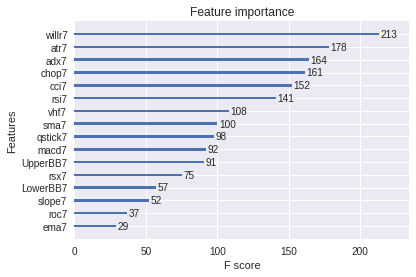 Feature importance
willr7 213
atr7 178
adx7 164
chop7 161
cci7 152
rsi7 141
vhf7 108
sma7 100
qstick7 98
macd7 92
UpperBB7 91
rsx7 75
LowerBB7 57
slope7 52
roc7 37
ema7 29
Features
0 50 100 150 200
F score